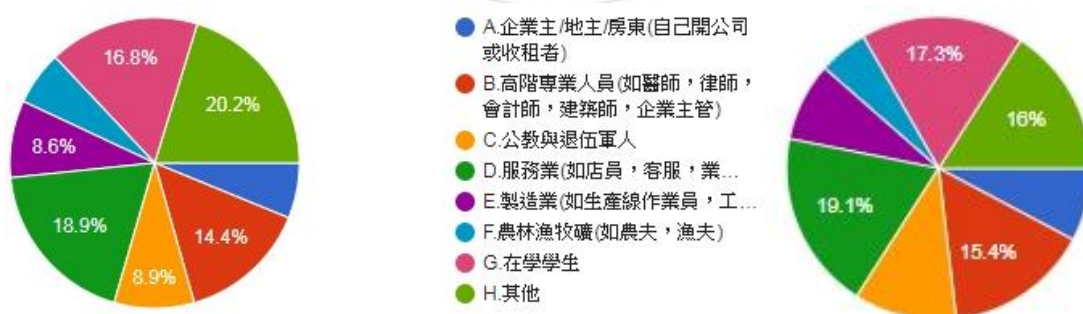 16.8%
20.2%
8.6%
18.9%
8.9%
14.4%
A.企業主/地主/房東(自己開公司
或收租者)
B.高階專業人員(如醫師，律師，
會計師，建築師，企業主管)
C.公教與退伍軍人
D.服務業(如店員，客服，業...
E.製造業(如生產線作業員，工...
F.農林漁牧礦(如農夫，漁夫)
G.在學學生
H.其他
17.3%
16%
19.1%
15.4%